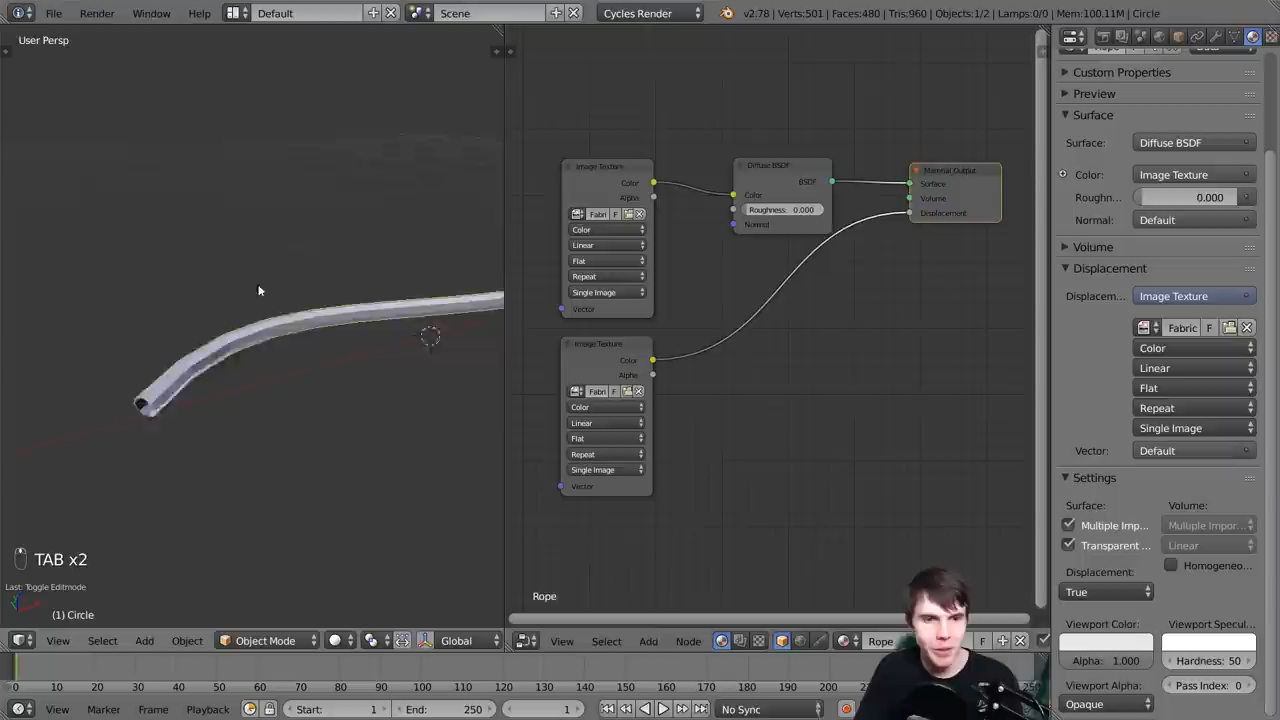 File Render Window Help Default Scene Cycles Render v2.78 | Verts:501 | Faces:480 | Tris:960 | Objects:1/2 | Lamps:0/0 | Mem:100.11M | Circle
User Persp
Custom Properties
Preview
Surface
Surface: Diffuse BSDF
Color: Image Texture
Roughn... 0.000
Normal: Default
Volume
Displacement
Displacem... Image Texture
Fabric F
Color
Linear
Flat
Repeat
Single Image
Vector: Default
Settings
Surface: Volume:
Multiple Imp... Multiple Impor...
Transparent ... Linear
Homogeneo...
Displacement:
True
Viewport Color: Viewport Specul...
Alpha: 1.000 Hardness: 50
Viewport Alpha: Pass Index: 0
Opaque
Image Texture
Color
Alpha
Fabri F
Color
Linear
Flat
Repeat
Single Image
Vector
Diffuse BSDF
BSDF
Color
Roughness: 0.000
Normal
Material Output
Surface
Volume
Displacement
Image Texture
Color
Alpha
Fabri F
Color
Linear
Flat
Repeat
Single Image
Vector
Rope
TAB x2
Last: Toggle Editmode
(1) Circle
View Select Add Object Object Mode Global
View Select Add Node Rope F
0 10 20 30 40 50 60 70 80 90 100 110 120 130 140 150 160 170 180 190 200 210
View Marker Frame Playback Start: 1 End: 250 1 No Sync